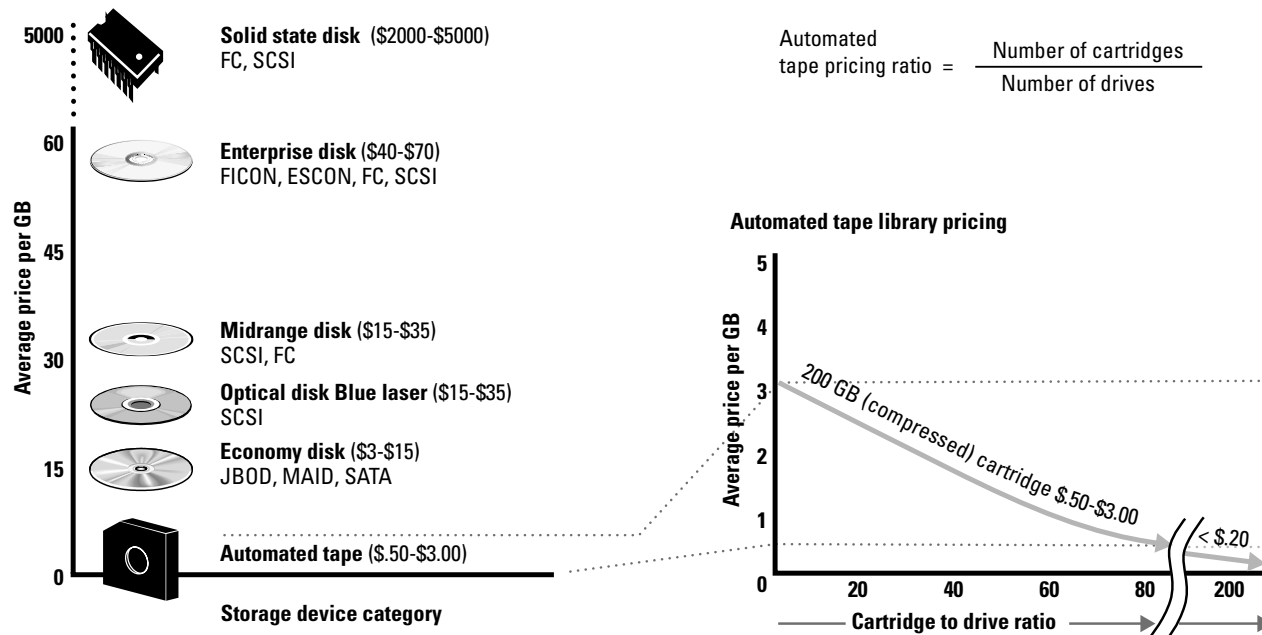 5000
Solid state disk ($2000-$5000)
FC, SCSI
60
Enterprise disk ($40-$70)
FICON, ESCON, FC, SCSI
45
Average price per GB
30
Midrange disk ($15-$35)
SCSI, FC
Optical disk Blue laser ($15-$35)
SCSI
15
Economy disk ($3-$15)
JBOD, MAID, SATA
Automated tape ($.50-$3.00)
0
Storage device category
Automated
tape pricing ratio =
Number of cartridges
Number of drives
Automated tape library pricing
5
4
3
2
1
0
Average price per GB
200 GB (compressed) cartridge $.50-$3.00
< $.20
20 40 60 80 200
Cartridge to drive ratio